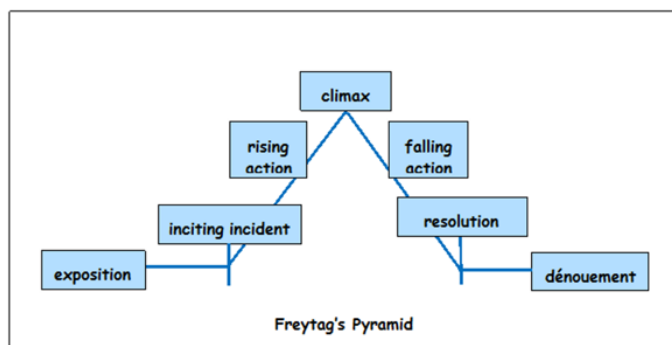 climax
rising
action
falling
action
inciting incident
resolution
exposition
dénouement
Freytag's Pyramid